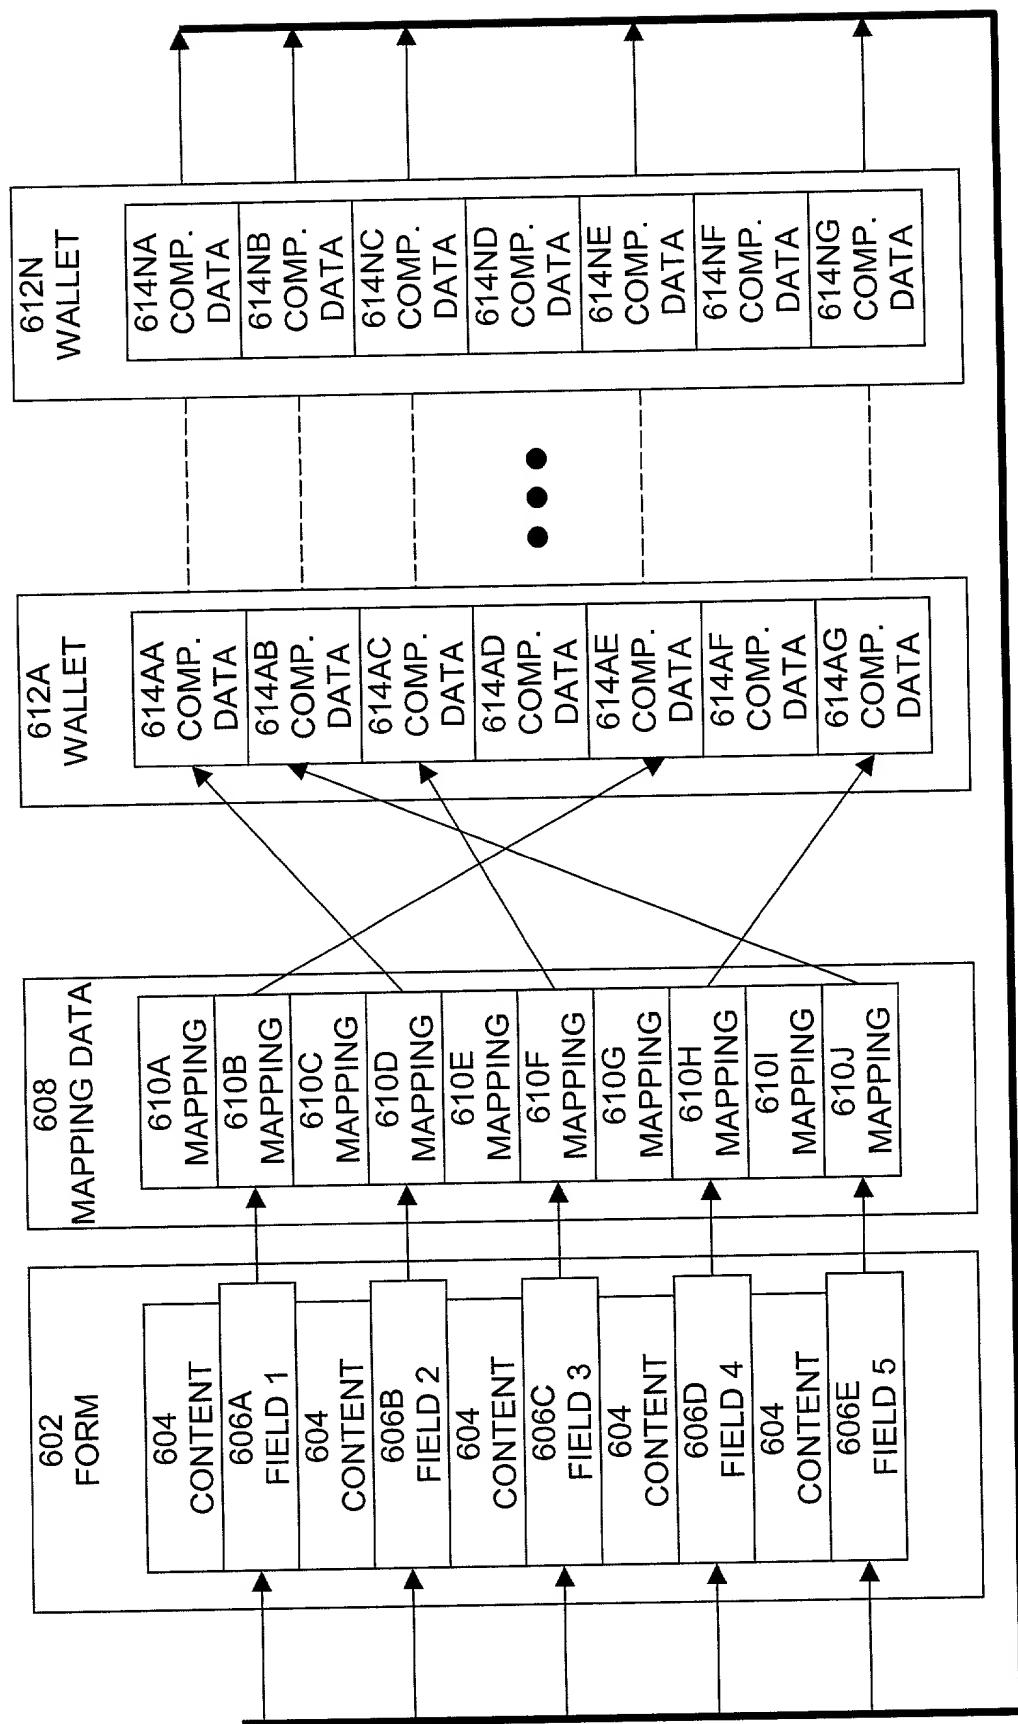 602
FORM
604
CONTENT
606A
FIELD 1
604
CONTENT
606B
FIELD 2
604
CONTENT
606C
FIELD 3
604
CONTENT
606D
FIELD 4
604
CONTENT
606E
FIELD 5
608
MAPPING DATA
610A
MAPPING
610B
MAPPING
610C
MAPPING
610D
MAPPING
610E
MAPPING
610F
MAPPING
610G
MAPPING
610H
MAPPING
610I
MAPPING
610J
MAPPING
612A
WALLET
614AA
COMP.
DATA
614AB
COMP.
DATA
614AC
COMP.
DATA
614AD
COMP.
DATA
614AE
COMP.
DATA
614AF
COMP.
DATA
614AG
COMP.
DATA
612N
WALLET
614NA
COMP.
DATA
614NB
COMP.
DATA
614NC
COMP.
DATA
614ND
COMP.
DATA
614NE
COMP.
DATA
614NF
COMP.
DATA
614NG
COMP.
DATA